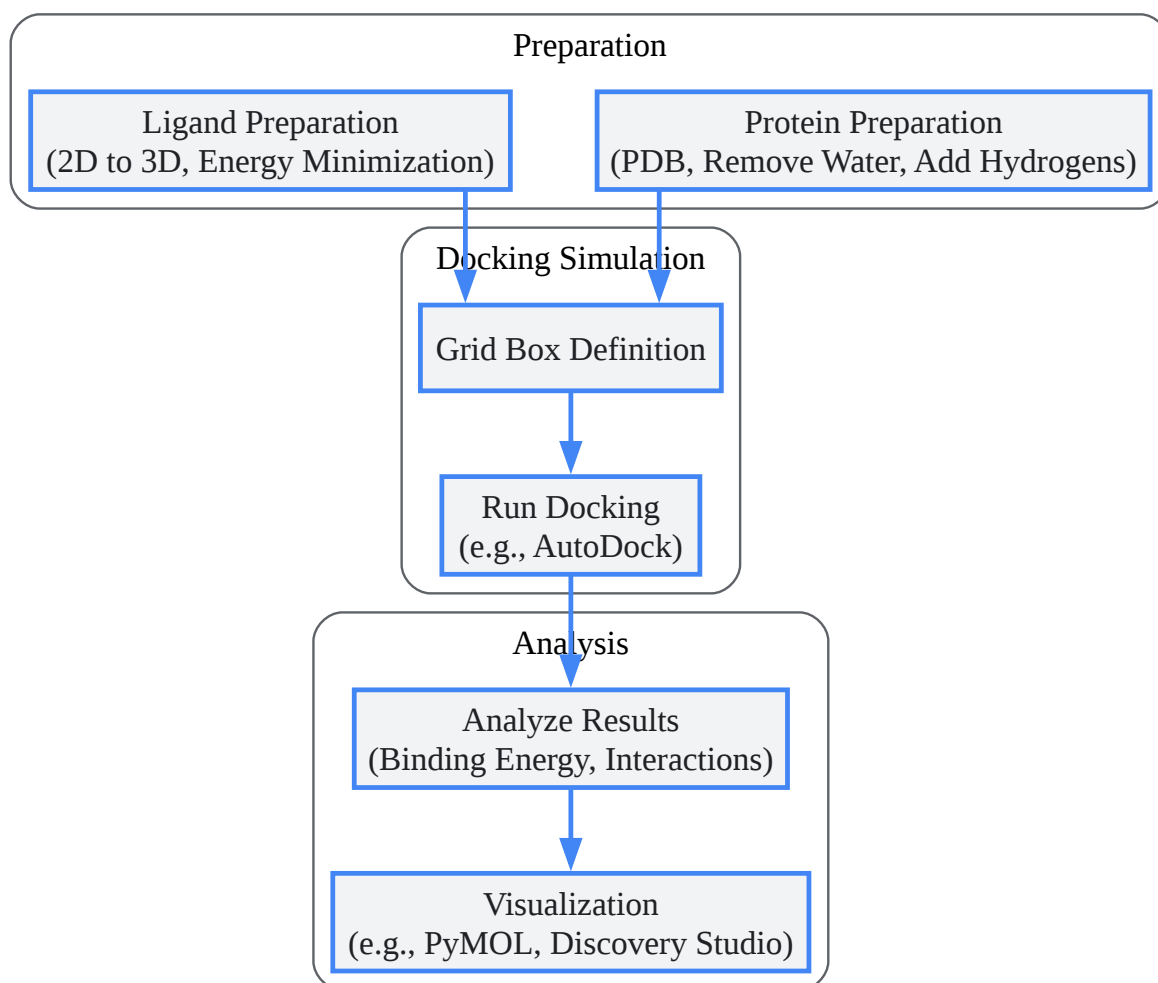 Preparation
Ligand Preparation
(2D to 3D, Energy Minimization)
Protein Preparation
(PDB, Remove Water, Add Hydrogens)
Docking Simulation
Grid Box Definition
Run Docking
(e.g., AutoDock)
Analysis
Analyze Results
(Binding Energy, Interactions)
Visualization
(e.g., PyMOL, Discovery Studio)